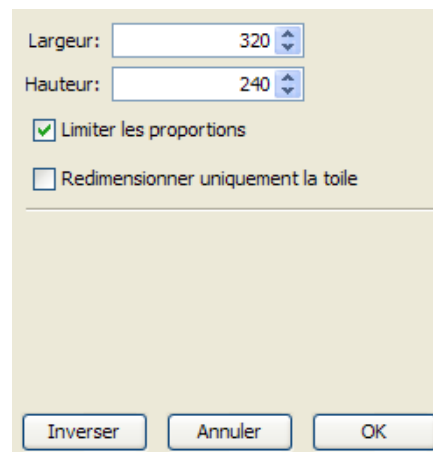 Largeur: 320
Hauteur: 240
Limiter les proportions
Redimensionner uniquement la toile
Inverser Annuler OK